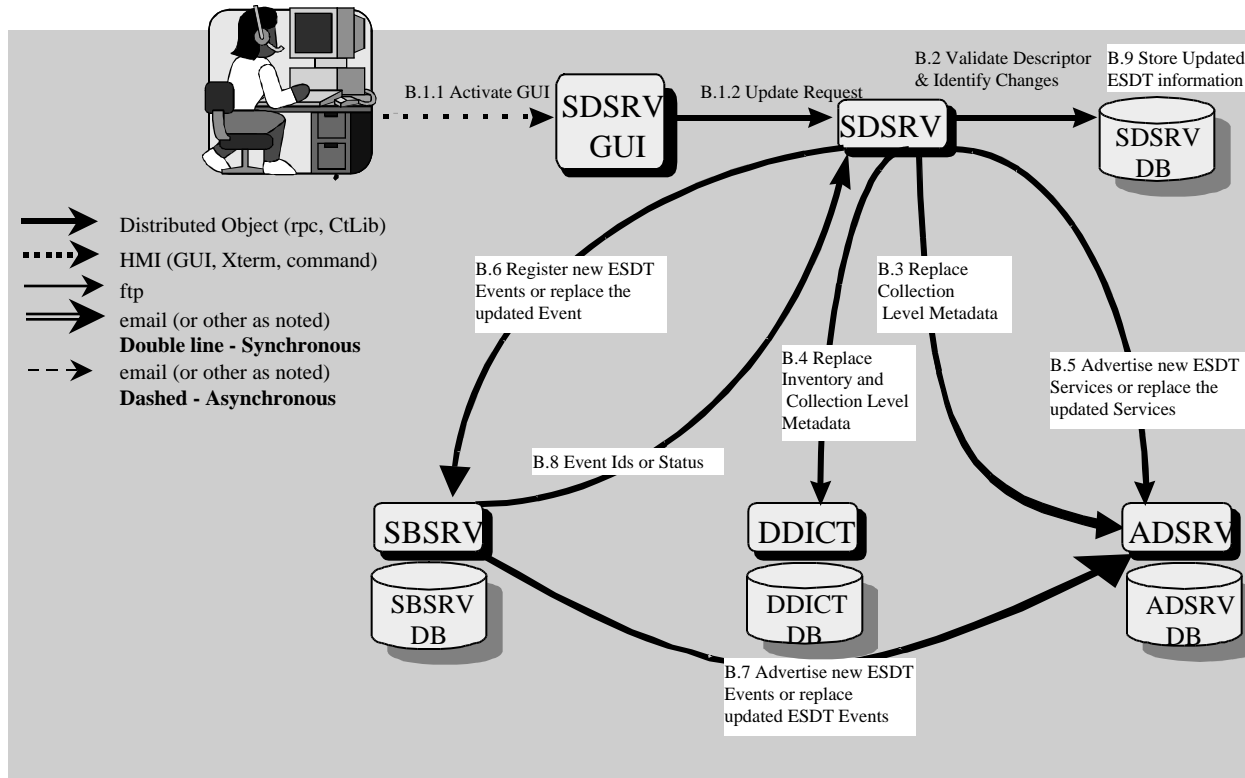 B.1.1 Activate GUI
SDSRV
GUI
B.1.2 Update Request
SDSRV
B.2 Validate Descriptor
& Identify Changes
B.9 Store Updated
ESDT information
SDSRV
DB
Distributed Object (rpc, CtLib)
HMI (GUI, Xterm, command)
ftp
email (or other as noted)
Double line - Synchronous
email (or other as noted)
Dashed - Asynchronous
B.6 Register new ESDT
Events or replace the
updated Event
B.3 Replace
Collection
Level Metadata
B.4 Replace
Inventory and
Collection Level
Metadata
B.5 Advertise new ESDT
Services or replace the
updated Services
B.8 Event Ids or Status
SBSRV
SBSRV
DB
DDICT
DDICT
DB
ADSRV
ADSRV
DB
B.7 Advertise new ESDT
Events or replace
updated ESDT Events